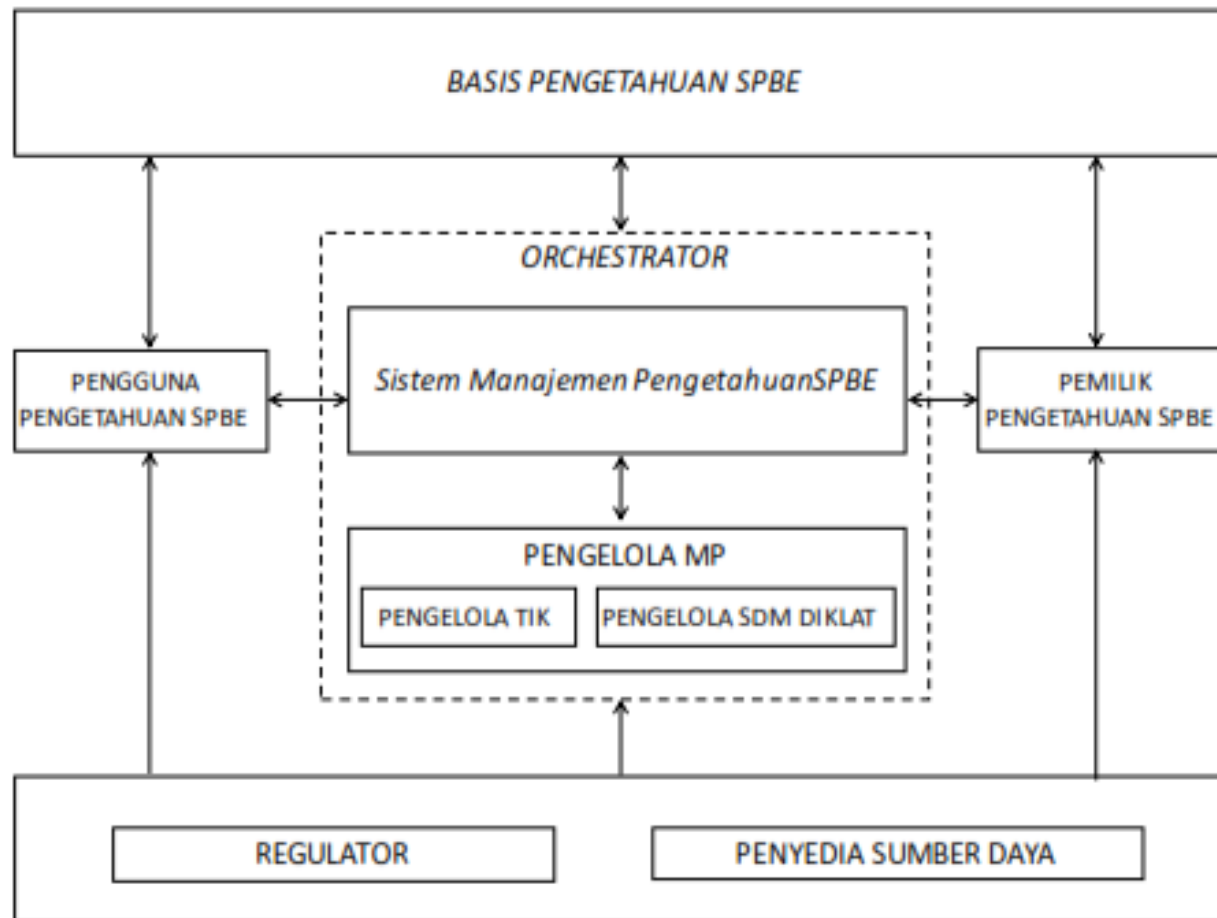 BASIS PENGETAHUAN SPBE
ORCHESTRATOR
PENGGUNA
PENGETAHUAN SPBE
Sistem Manajemen PengetahuanSPBE
PEMILIK
PENGETAHUAN SPBE
PENGELOLA MP
PENGELOLA TIK
PENGELOLA SDM DIKLAT
REGULATOR
PENYEDIA SUMBER DAYA